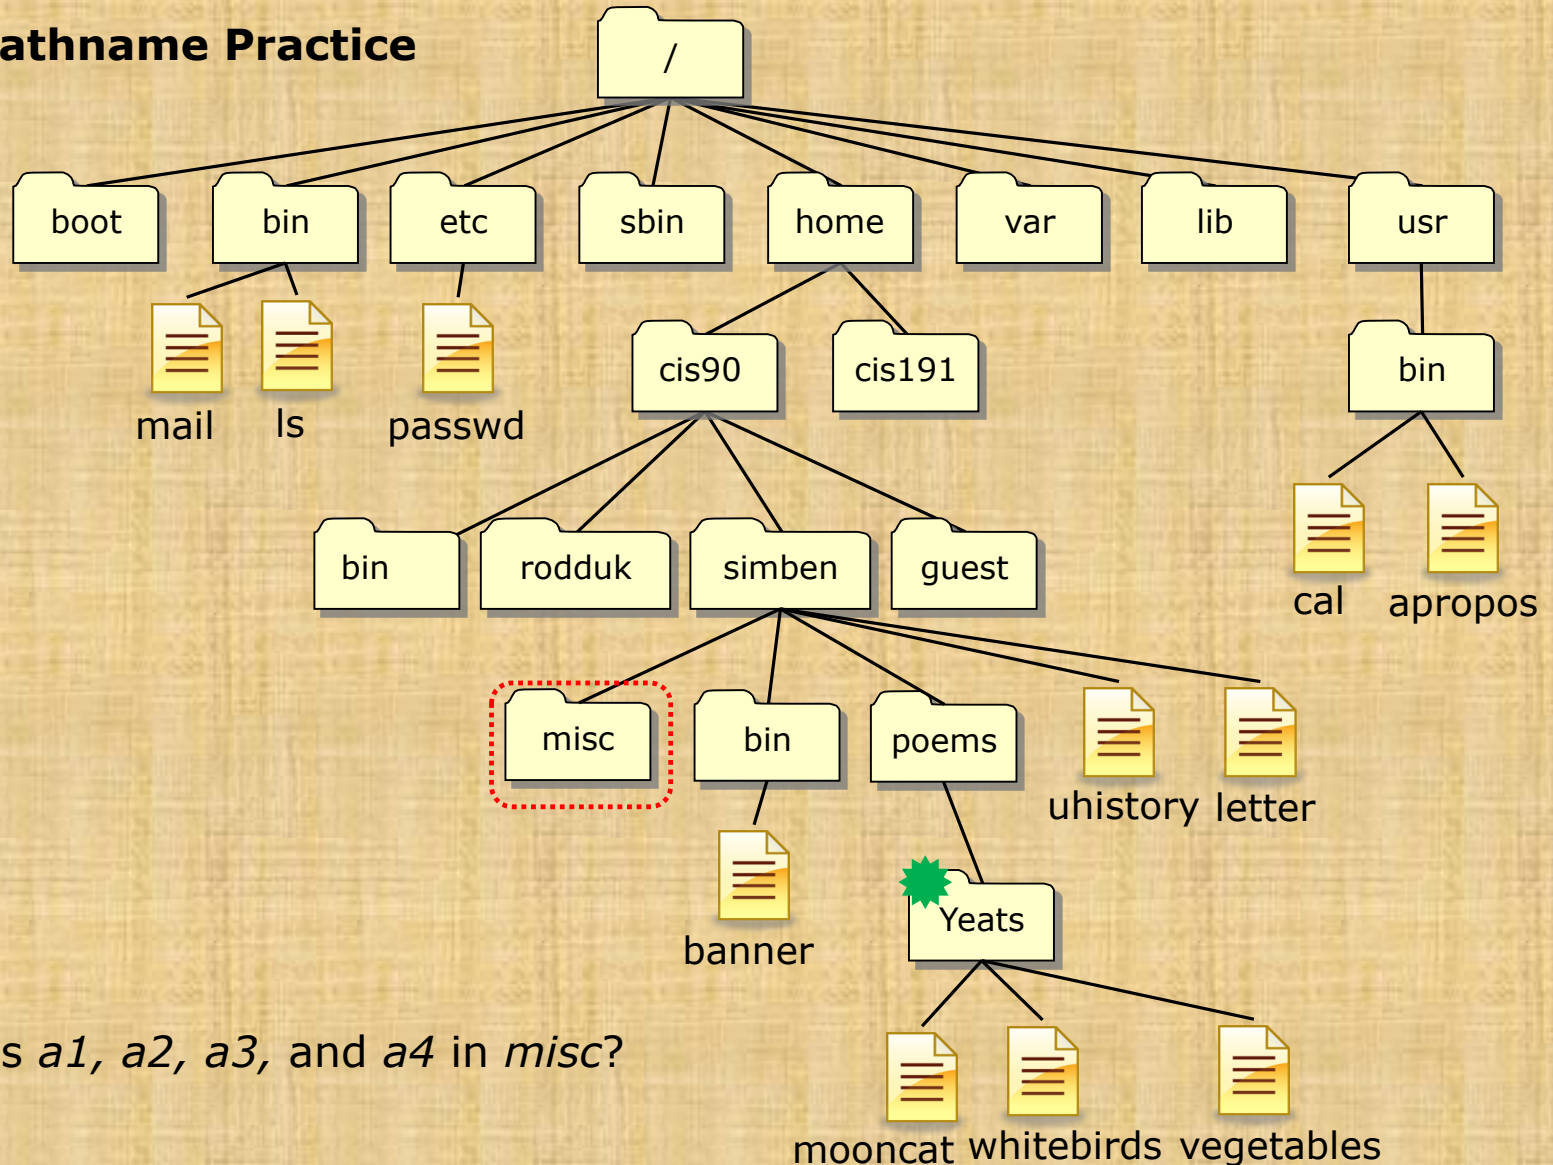 athname Practice
/
boot bin etc sbin home var lib usr
cis90 cis191 bin
mail ls passwd
bin rodduk simben guest
cal apropos
misc bin poems
uhistory letter
Yeats
banner
s a1, a2, a3, and a4 in misc?
mooncat whitebirds vegetables